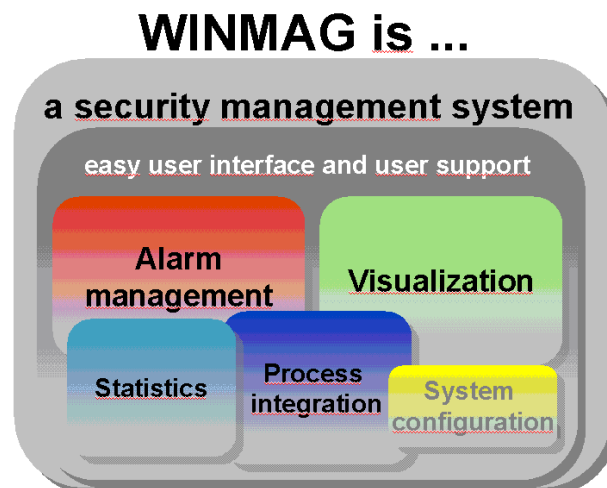 WINMAG is ...
a security management system
easy user interface and user support
Alarm
management
Visualization
Statistics
Process
integration
System
configuration